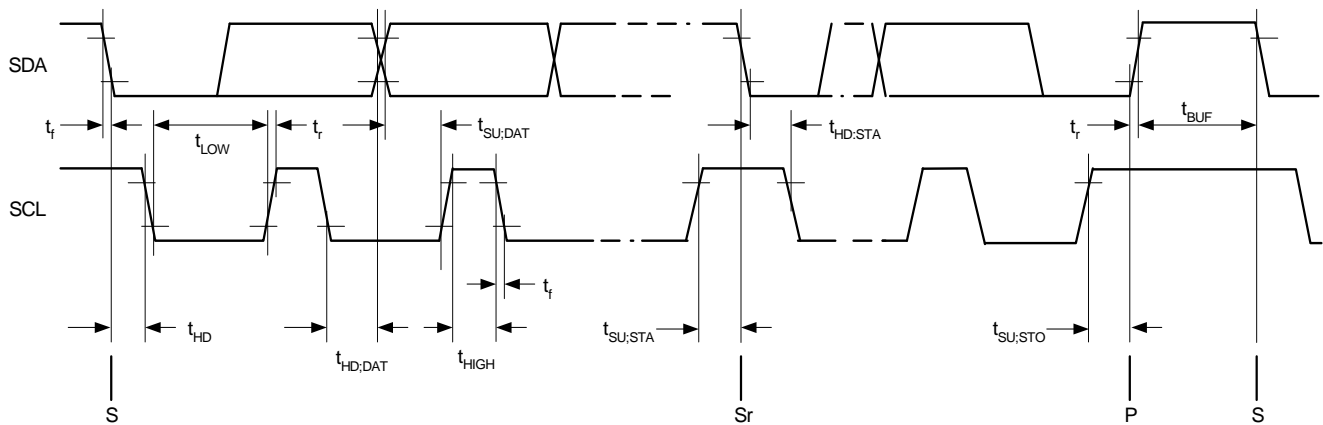 SDA
t_f t_LOW t_r t_SU;DAT t_HD;STA t_r t_BUF
SCL
t_f
t_HD t_HD;DAT t_HIGH t_SU;STA t_SU;STO
S Sr P S